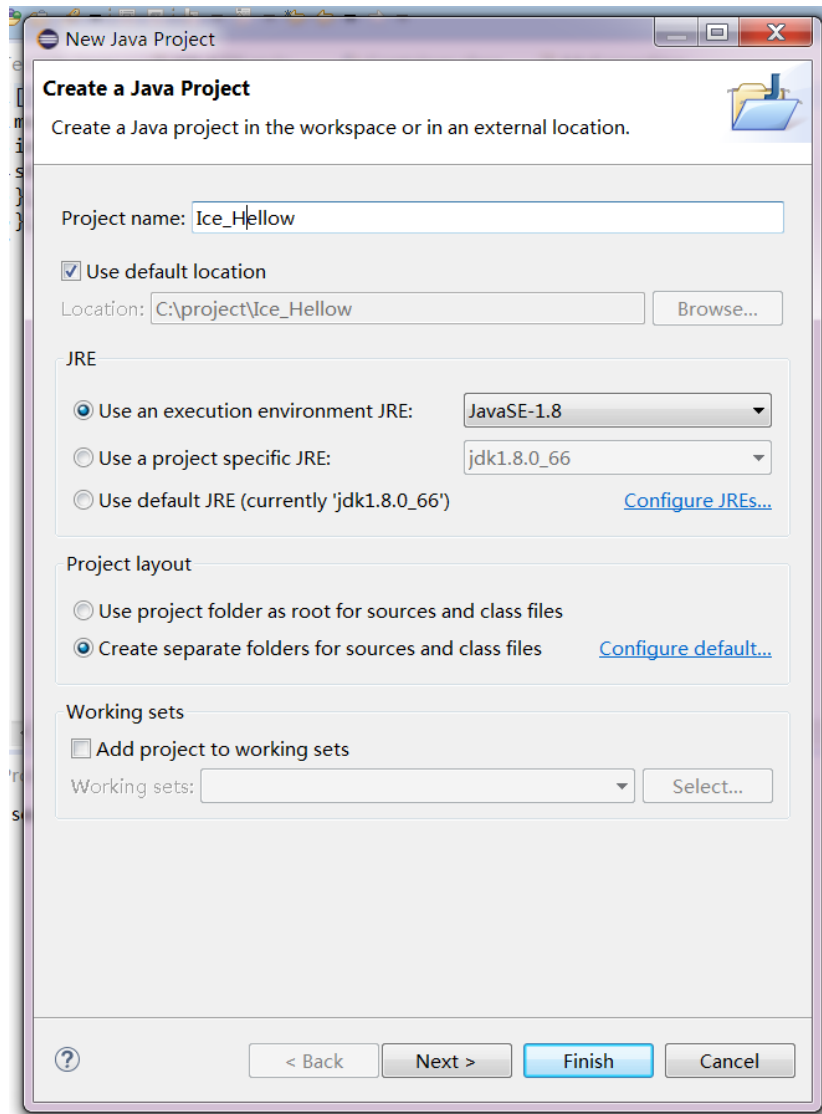 New Java Project
Create a Java Project
Create a Java project in the workspace or in an external location.
Project name: Ice_Hellow
Use default location
Location: C:\project\Ice_Hellow Browse...
JRE
Use an execution environment JRE: JavaSE-1.8
Use a project specific JRE: jdk1.8.0_66
Use default JRE (currently 'jdk1.8.0_66') Configure JREs...
Project layout
Use project folder as root for sources and class files
Create separate folders for sources and class files Configure default...
Working sets
Add project to working sets
Working sets: Select...
< Back Next > Finish Cancel